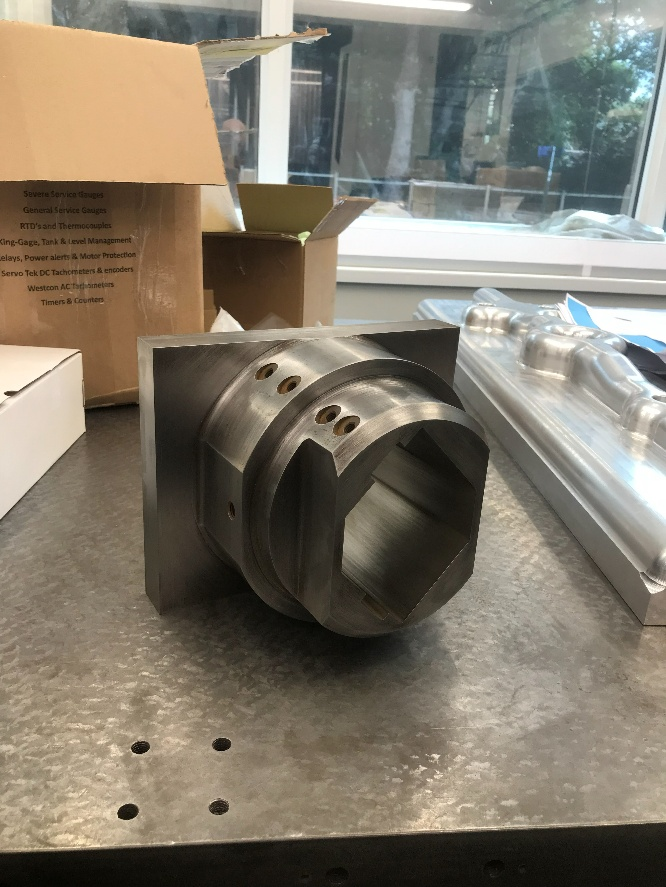 Severe Service Gauges
General Service Gauges
RTD's and Thermocouples
King-Gage, Tank & Level Management
Relays, Power alerts & Motor Protection
Servo Tek DC Tachometers & encoders
Westcon AC Tachometers
Timers & Counters